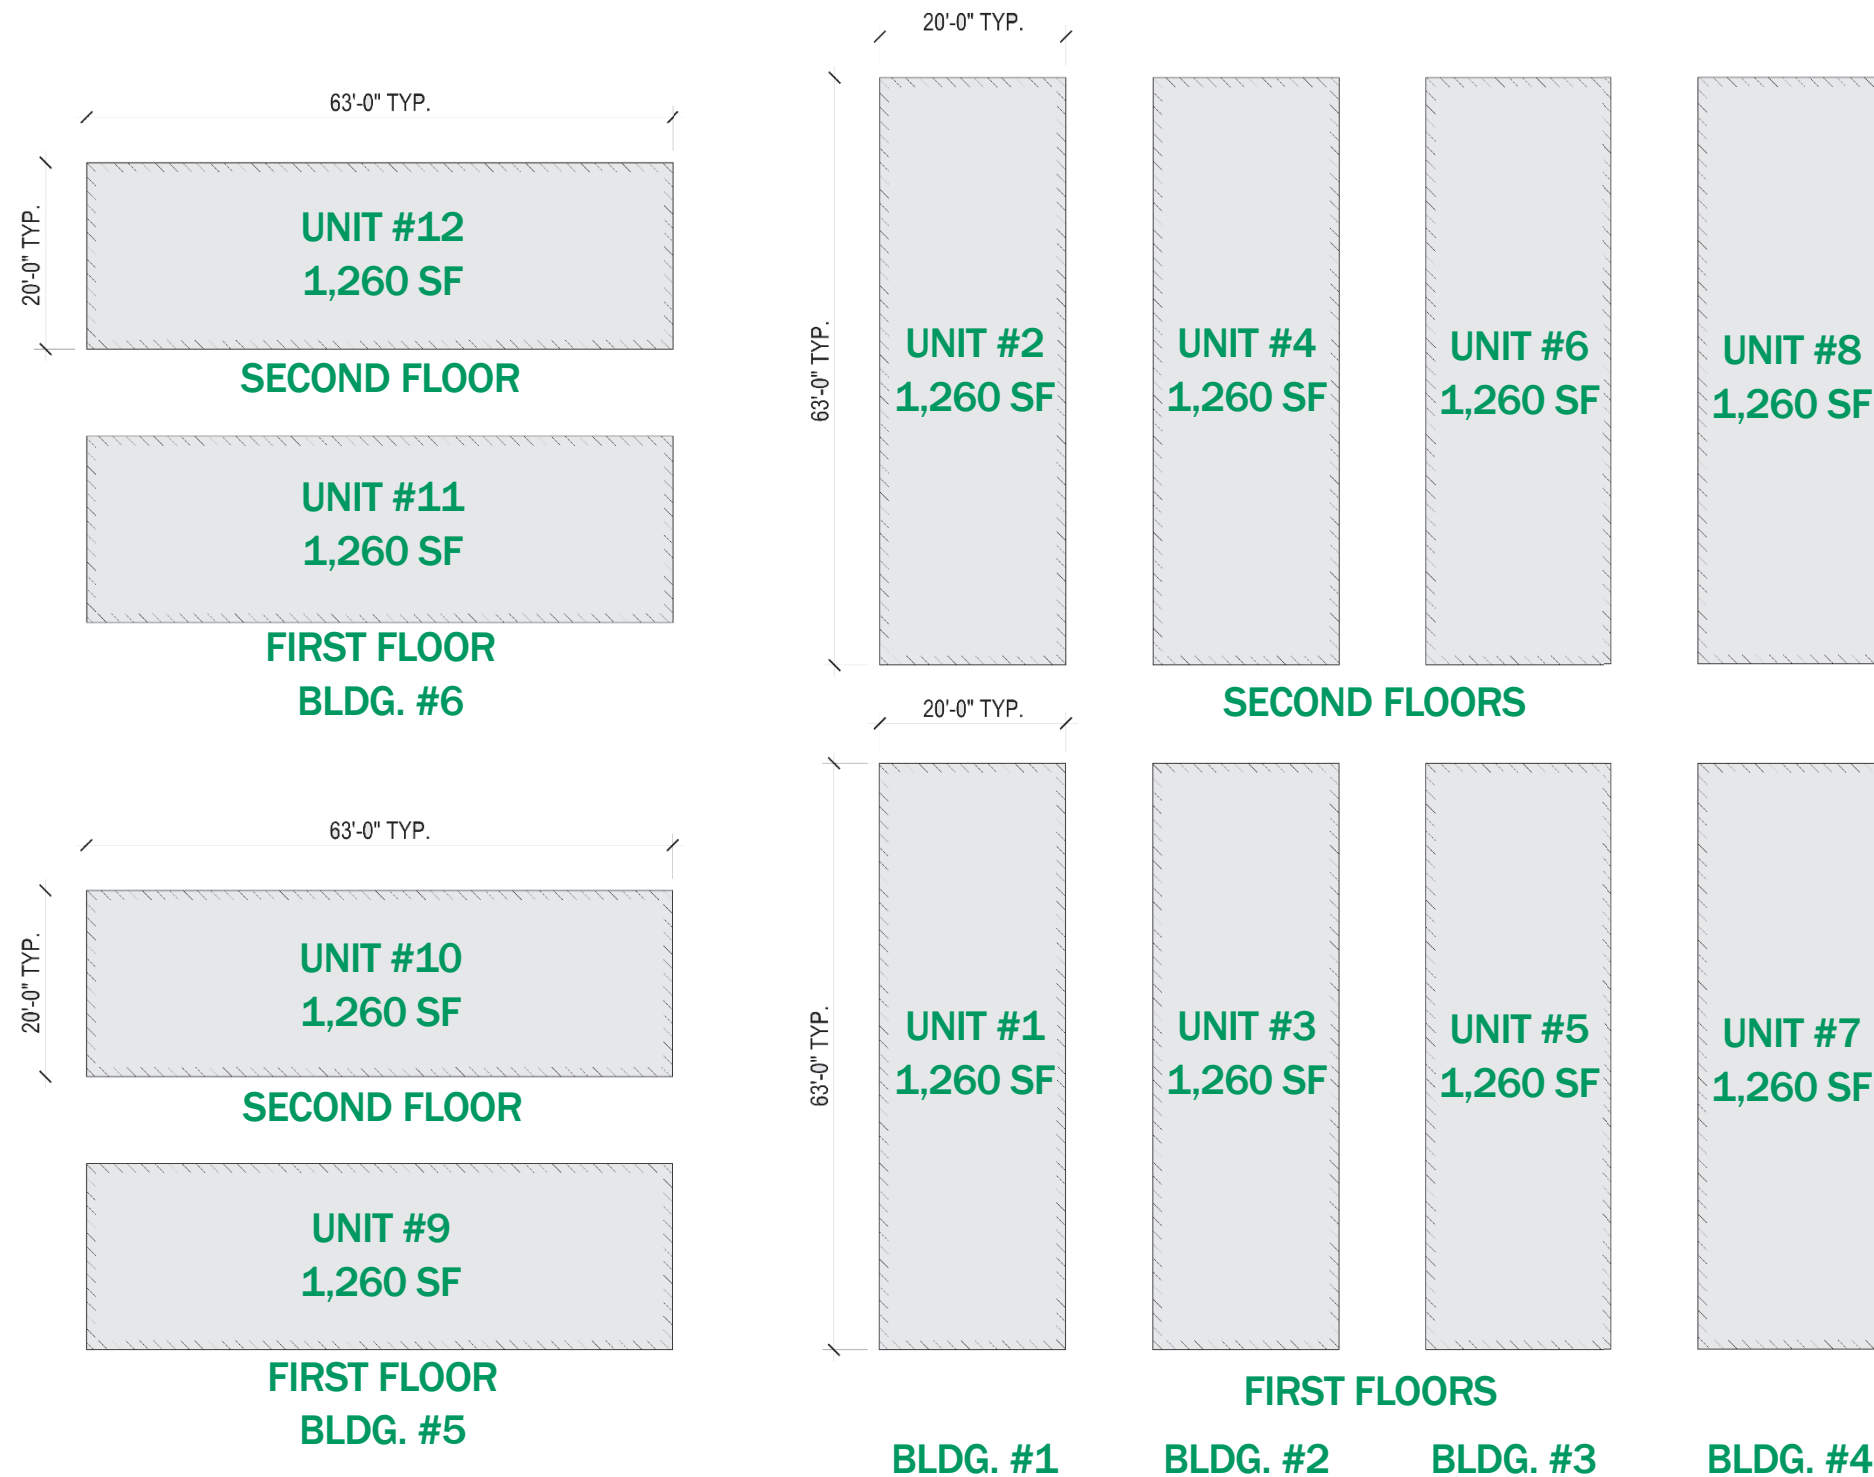 63'-0" TYP.
20'-0" TYP.
UNIT #12
1,260 SF
SECOND FLOOR
UNIT #11
1,260 SF
FIRST FLOOR
BLDG. #6
63'-0" TYP.
20'-0" TYP.
UNIT #10
1,260 SF
SECOND FLOOR
UNIT #9
1,260 SF
FIRST FLOOR
BLDG. #5
20'-0" TYP.
63'-0" TYP.
UNIT #2
1,260 SF
UNIT #4
1,260 SF
UNIT #6
1,260 SF
UNIT #8
1,260 SF
SECOND FLOORS
20'-0" TYP.
63'-0" TYP.
UNIT #1
1,260 SF
UNIT #3
1,260 SF
UNIT #5
1,260 SF
UNIT #7
1,260 SF
FIRST FLOORS
BLDG. #1
BLDG. #2
BLDG. #3
BLDG. #4